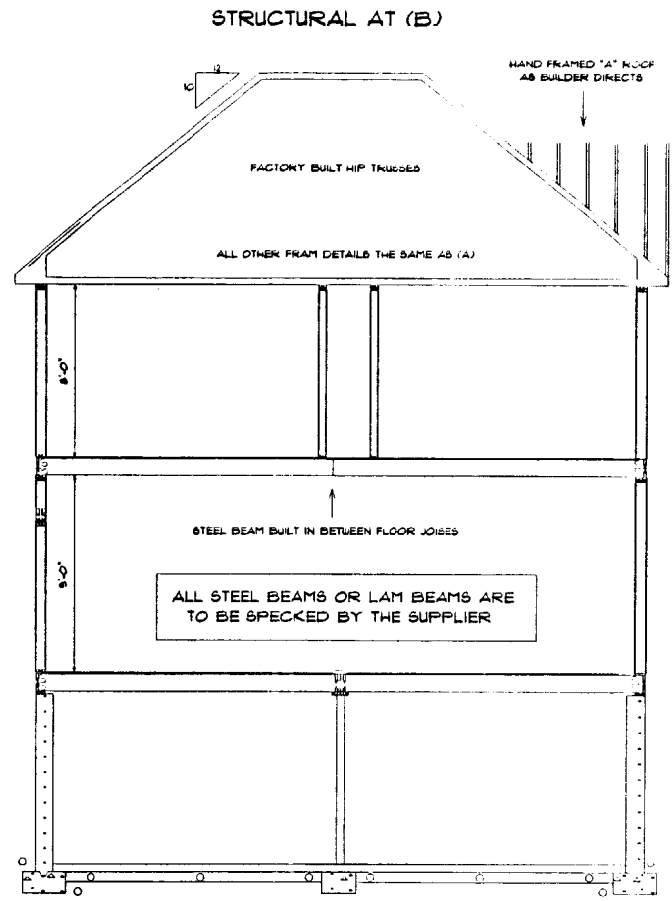 STRUCTURAL AT (B)
HAND FRAMED "A" ROOF
AS BUILDER DIRECTS
12
10
FACTORY BUILT HIP TRUSSES
ALL OTHER FRAM DETAILS THE SAME AS (A)
8'-0"
STEEL BEAM BUILT IN BETWEEN FLOOR JOISES
ALL STEEL BEAMS OR LAM BEAMS ARE
TO BE SPECKED BY THE SUPPLIER